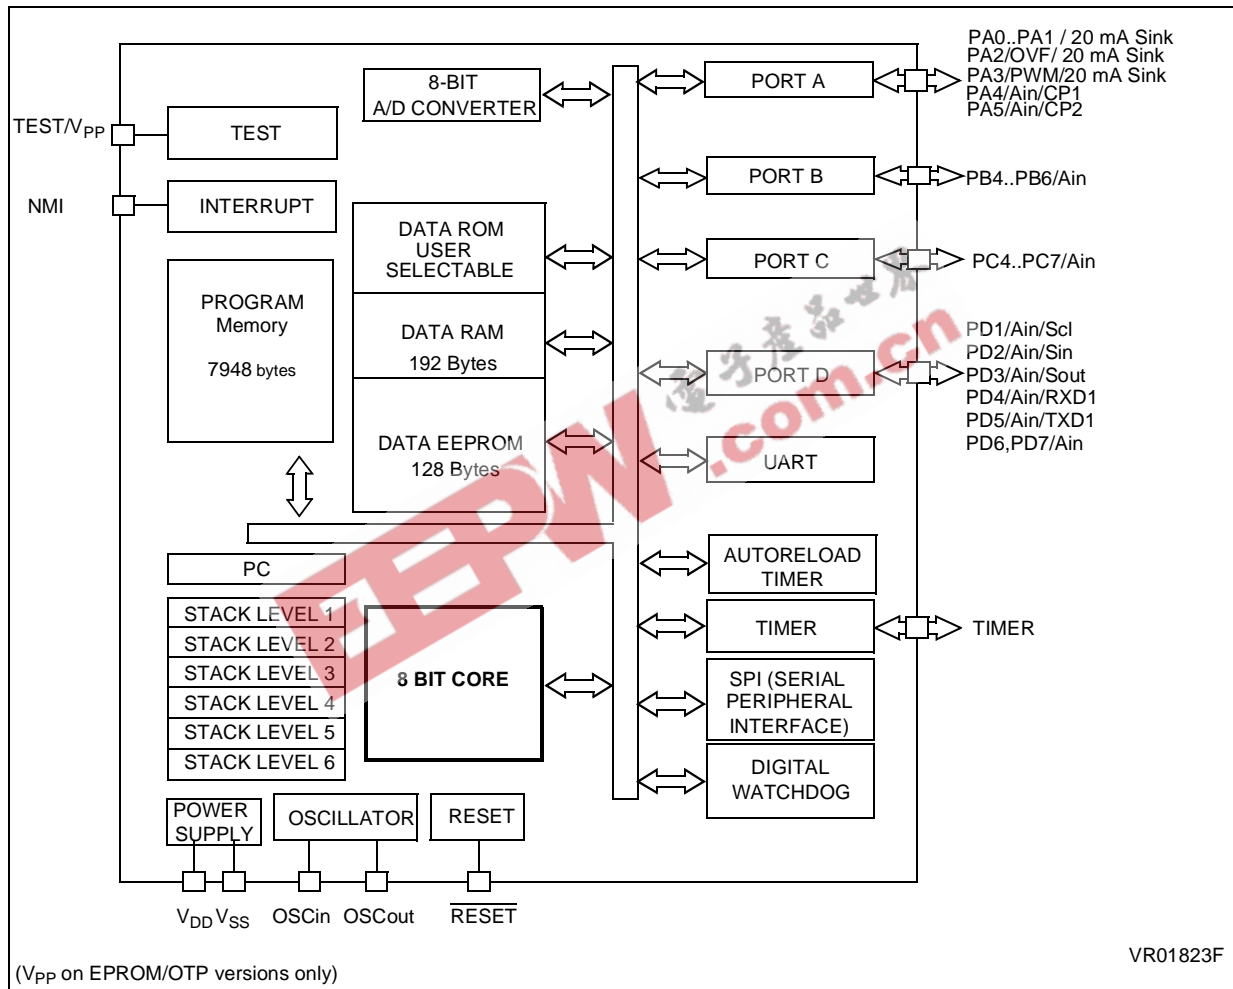 PA0..PA1 / 20 mA Sink
PA2/OVF/ 20 mA Sink
PA3/PWM/20 mA Sink
PA4/Ain/CP1
PA5/Ain/CP2
8-BIT
A/D CONVERTER
PORT A
TEST/VPP
TEST
PORT B
PB4..PB6/Ain
NMI
INTERRUPT
DATA ROM
USER
SELECTABLE
PORT C
PC4..PC7/Ain
PROGRAM
Memory
7948 bytes
DATA RAM
192 Bytes
PORT D
PD1/Ain/Scl
PD2/Ain/Sin
PD3/Ain/Sout
PD4/Ain/RXD1
PD5/Ain/TXD1
PD6,PD7/Ain
DATA EEPROM
128 Bytes
UART
PC
AUTORELOAD
TIMER
STACK LEVEL 1
STACK LEVEL 2
STACK LEVEL 3
STACK LEVEL 4
STACK LEVEL 5
STACK LEVEL 6
8 BIT CORE
TIMER
TIMER
SPI (SERIAL
PERIPHERAL
INTERFACE)
DIGITAL
WATCHDOG
POWER
SUPPLY
OSCILLATOR
RESET
VDD VSS
OSCin
OSCout
RESET
(VPP on EPROM/OTP versions only)
VR01823F
EEPW.com.cn
電子産品世界